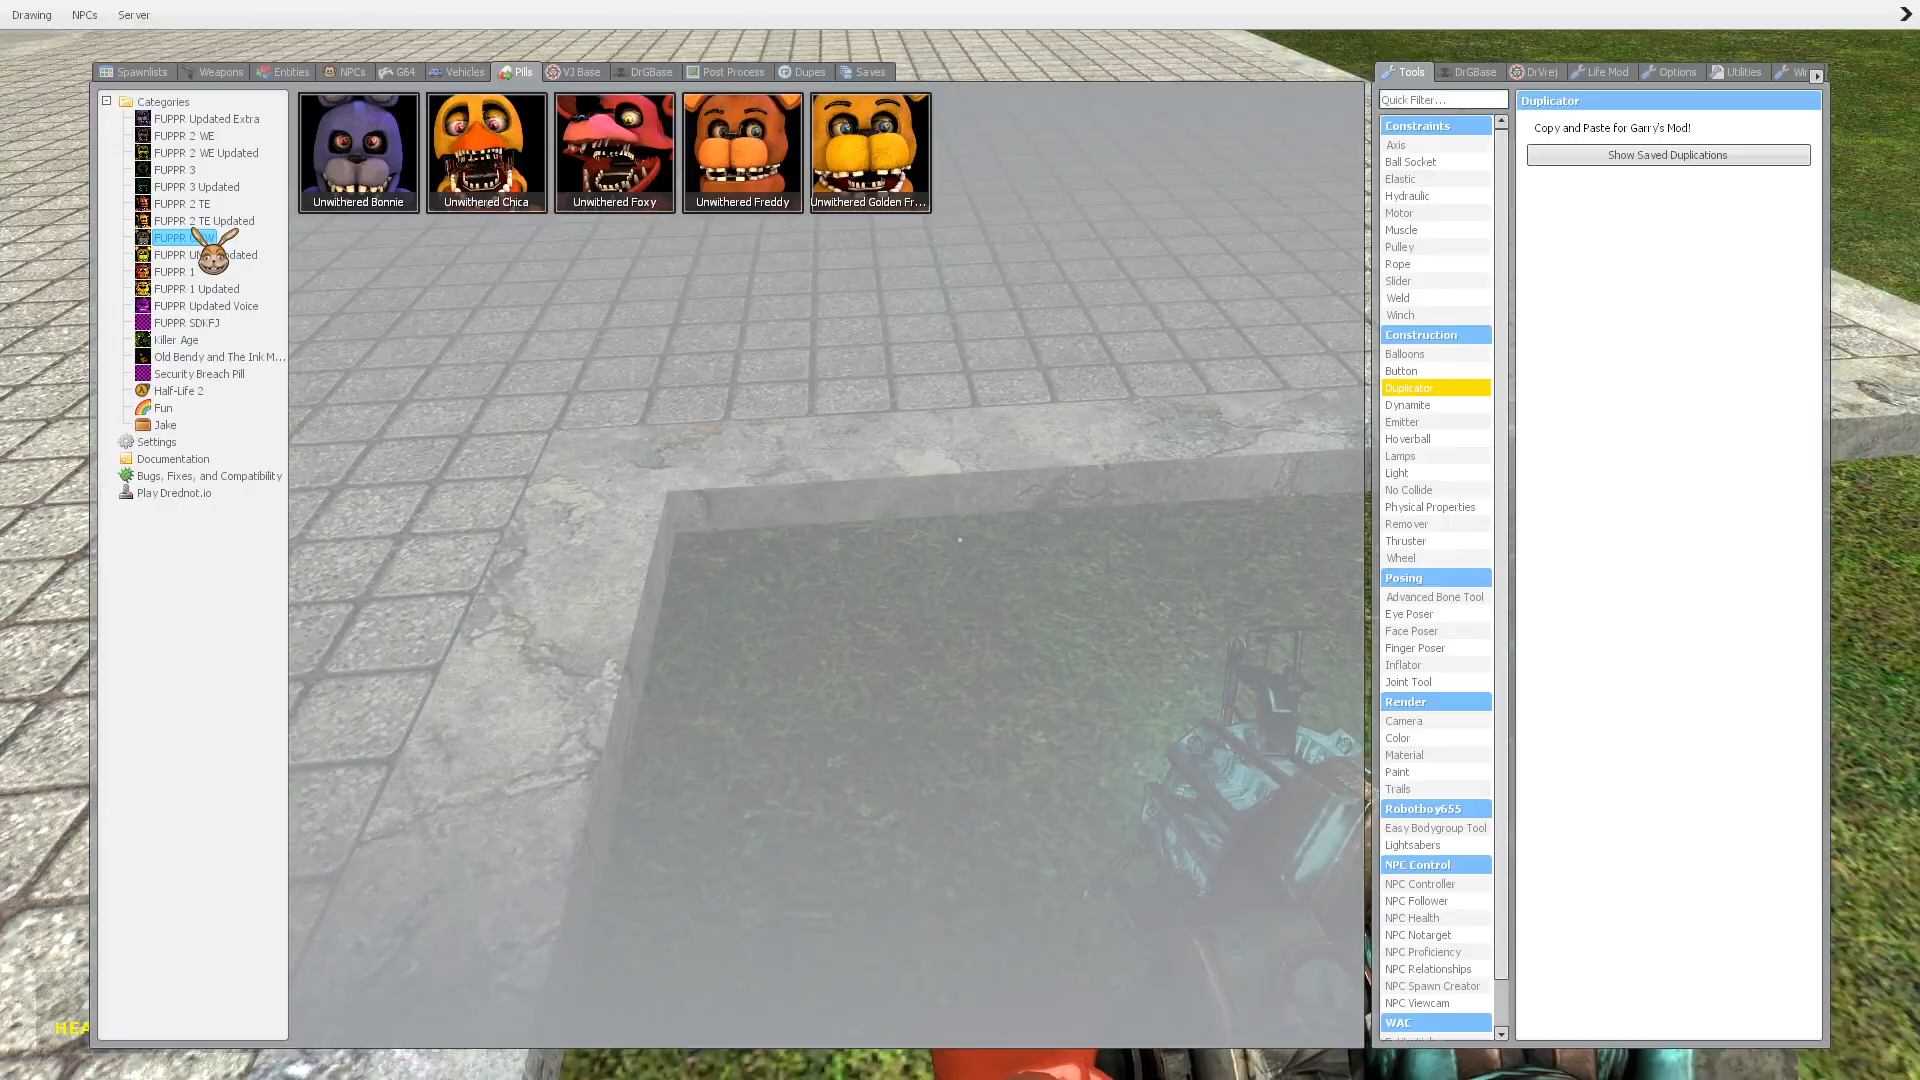 Drawing NPCs Server
Spawnlists Weapons Entities NPCs G64 Vehicles Pills VJ Base DrGBase Post Process Dupes Saves
Categories
FUPPR Updated Extra
FUPPR 2 WE
FUPPR 2 WE Updated
FUPPR 3
FUPPR 3 Updated
FUPPR 2 TE
FUPPR 2 TE Updated
FUPPR
FUPPR
FUPPR 1
FUPPR 1 Updated
FUPPR Updated Voice
FUPPR SDKFJ
Killer Age
Old Bendy and The Ink M...
Security Breach Pill
Half-Life 2
Fun
Jake
Settings
Documentation
Bugs, Fixes, and Compatibility
Play Drednot.io
Unwithered Bonnie
Unwithered Chica
Unwithered Foxy
Unwithered Freddy
Unwithered Golden Fr...
HEA
Tools DrGBase DrVrej Life Mod Options Utilities
Quick Filter...
Constraints
Axis
Ball Socket
Elastic
Hydraulic
Motor
Muscle
Pulley
Rope
Slider
Weld
Winch
Construction
Balloons
Button
Duplicator
Dynamite
Emitter
Hoverball
Lamps
Light
No Collide
Physical Properties
Remover
Thruster
Wheel
Posing
Advanced Bone Tool
Eye Poser
Face Poser
Finger Poser
Inflator
Joint Tool
Render
Camera
Color
Material
Paint
Trails
Robotboy655
Easy Bodygroup Tool
Lightsabers
NPC Control
NPC Controller
NPC Follower
NPC Health
NPC Notarget
NPC Proficiency
NPC Relationships
NPC Spawn Creator
NPC Viewcam
WAC
Duplicator
Copy and Paste for Garry's Mod!
Show Saved Duplications